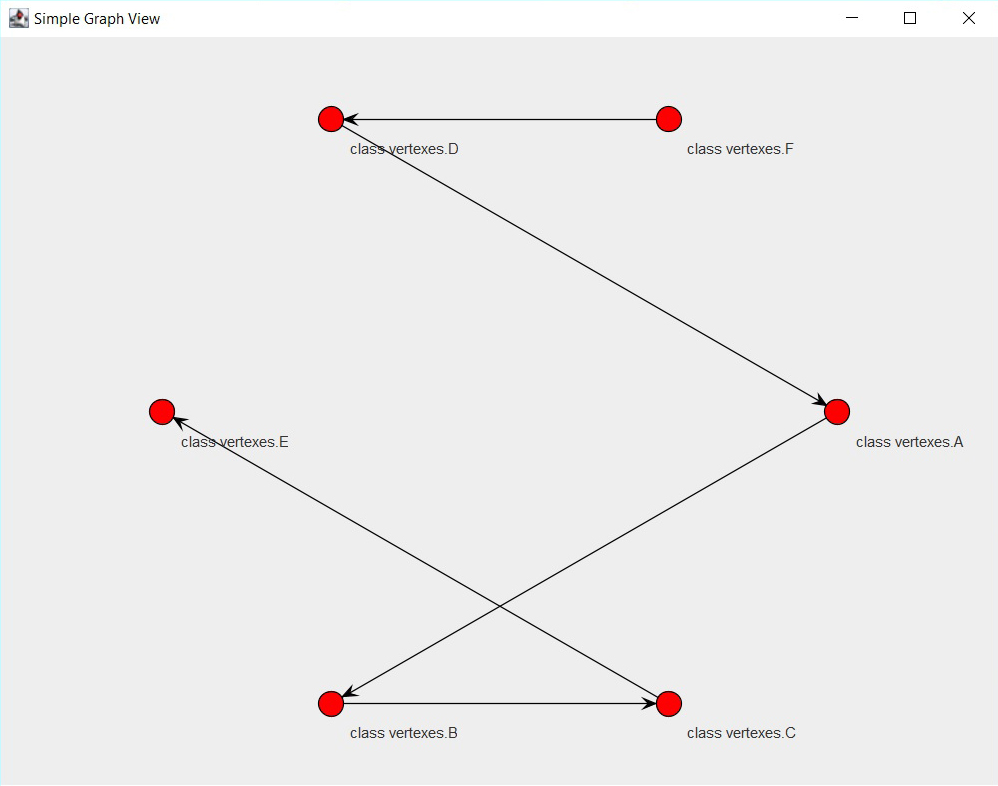 Simple Graph View
class vertexes.D
class vertexes.F
class vertexes.E
class vertexes.A
class vertexes.B
class vertexes.C